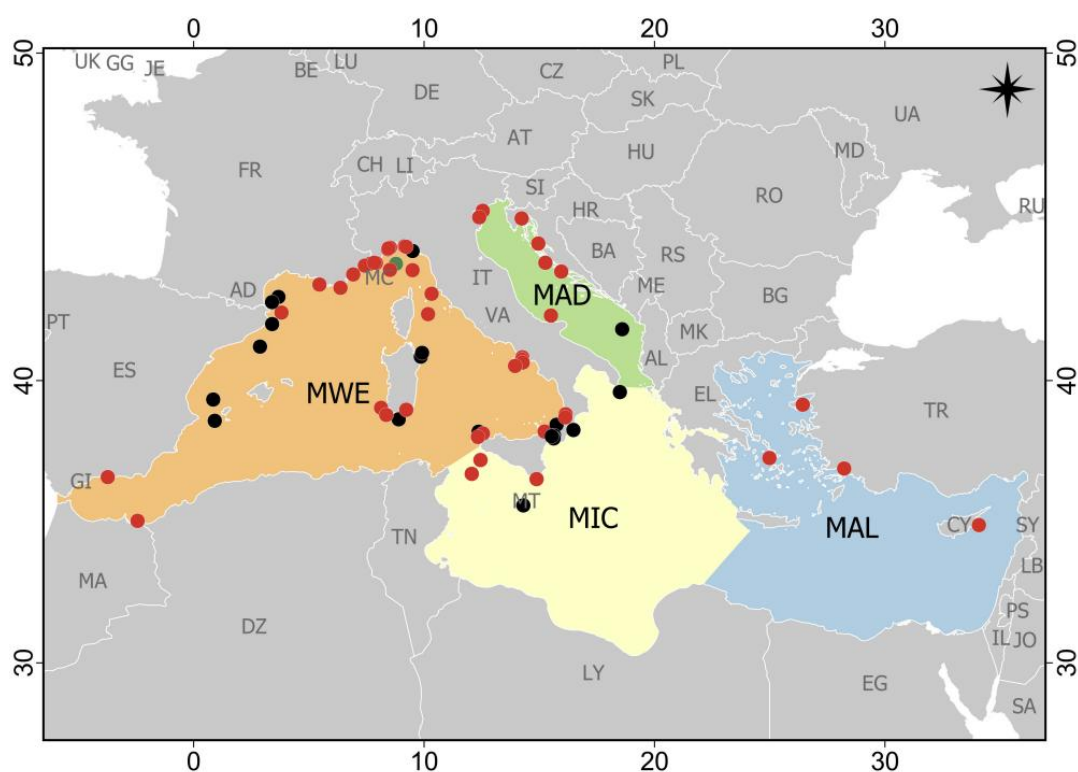 0 10 20 30
50 50
UK GG JE BE LU DE CZ PL
SK UA
AT
FR CH LI HU MD
SI RO
HR RU
BA RS
MC IT ME BG
AD MAD
PT VA MK
ES AL
40 MWE EL TR 40
GI
MT MIC MAL CY SY
TN
LB
MA PS
DZ IL JO
30 LY EG 30
SA
0 10 20 30